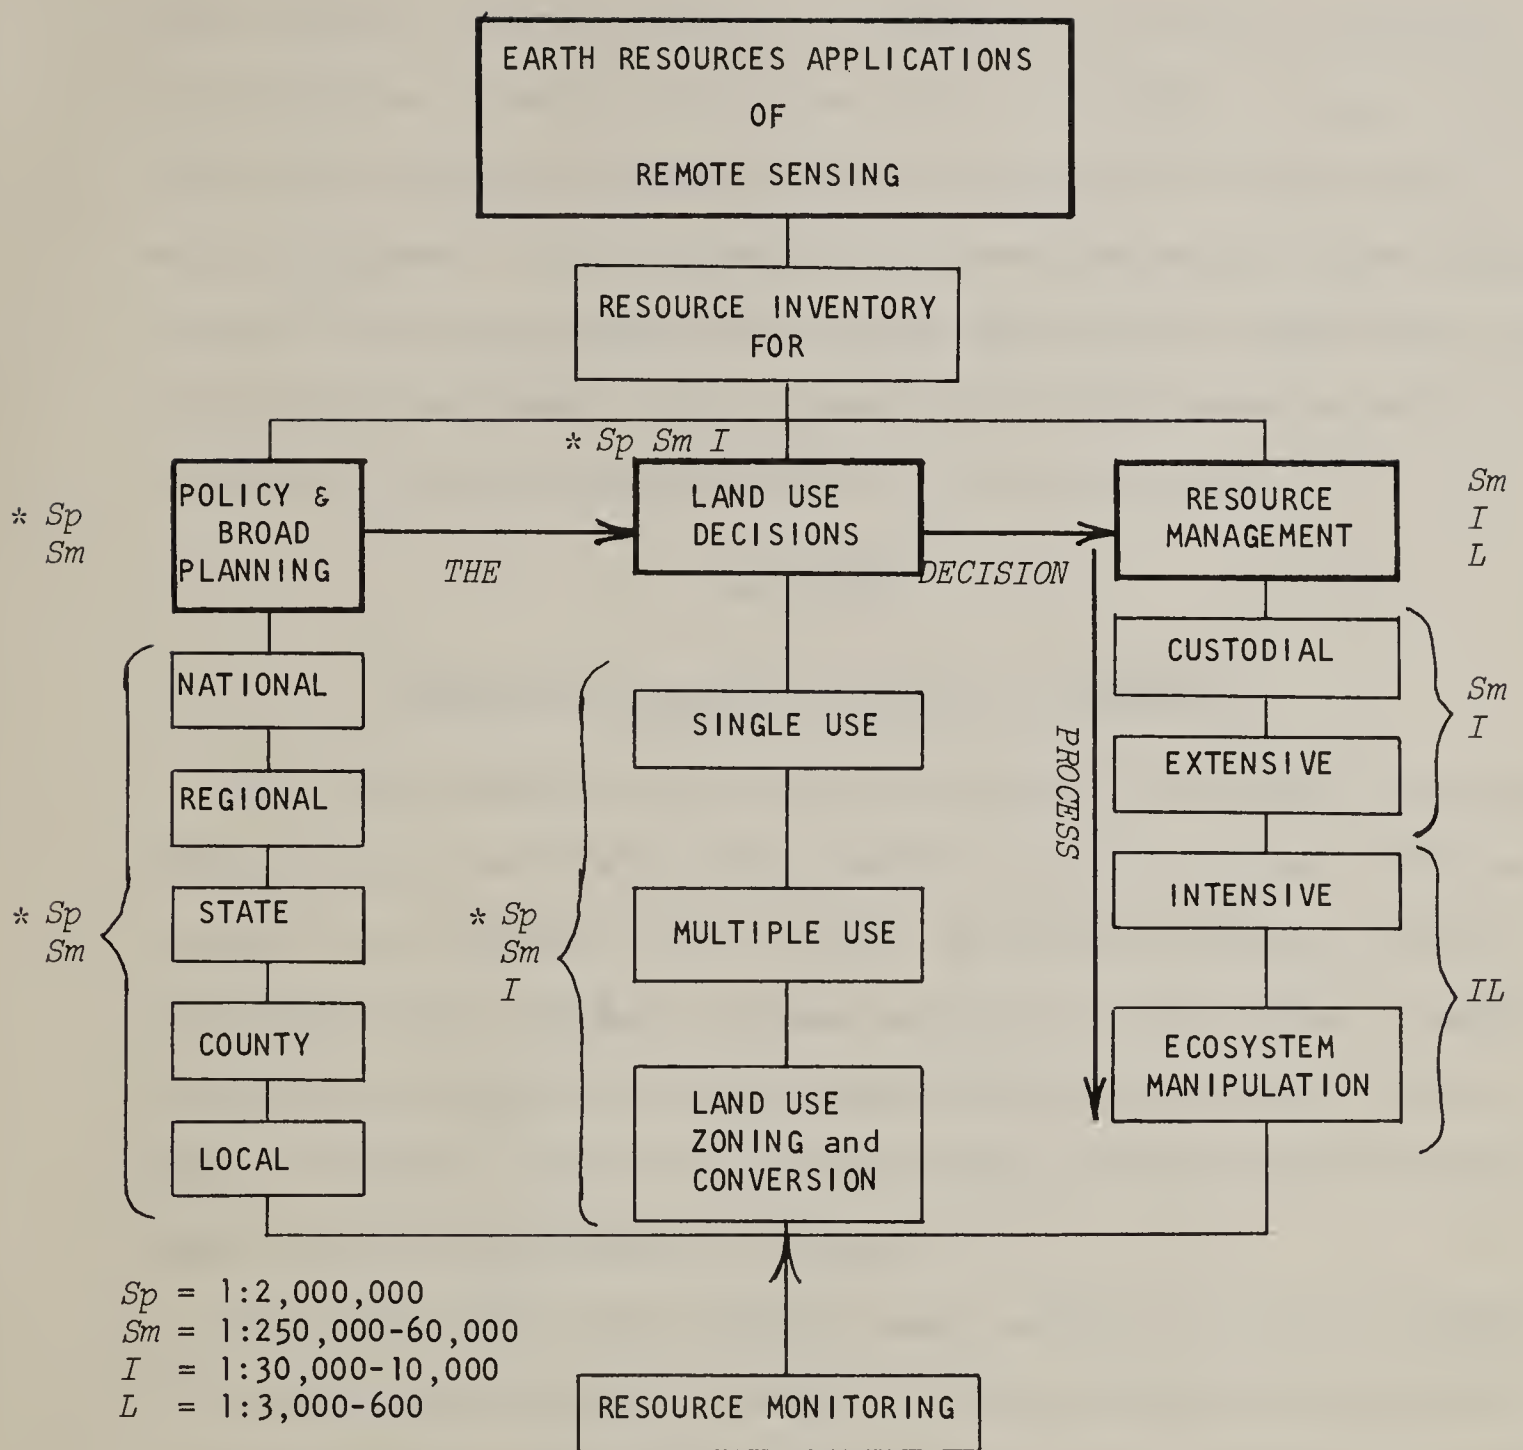 EARTH RESOURCES APPLICATIONS
OF
REMOTE SENSING
RESOURCE INVENTORY
FOR
* Sp Sm I
* Sp
Sm
POLICY &
BROAD
PLANNING
THE
LAND USE
DECISIONS
DECISION
RESOURCE
MANAGEMENT
Sm
I
L
PROCESS
* Sp
Sm
NATIONAL
REGIONAL
STATE
COUNTY
LOCAL
* Sp
Sm
I
SINGLE USE
MULTIPLE USE
LAND USE
ZONING and
CONVERSION
CUSTODIAL
EXTENSIVE
Sm
I
INTENSIVE
ECOSYSTEM
MANIPULATION
IL
Sp = 1:2,000,000
Sm = 1:250,000-60,000
I = 1:30,000-10,000
L = 1:3,000-600
RESOURCE MONITORING